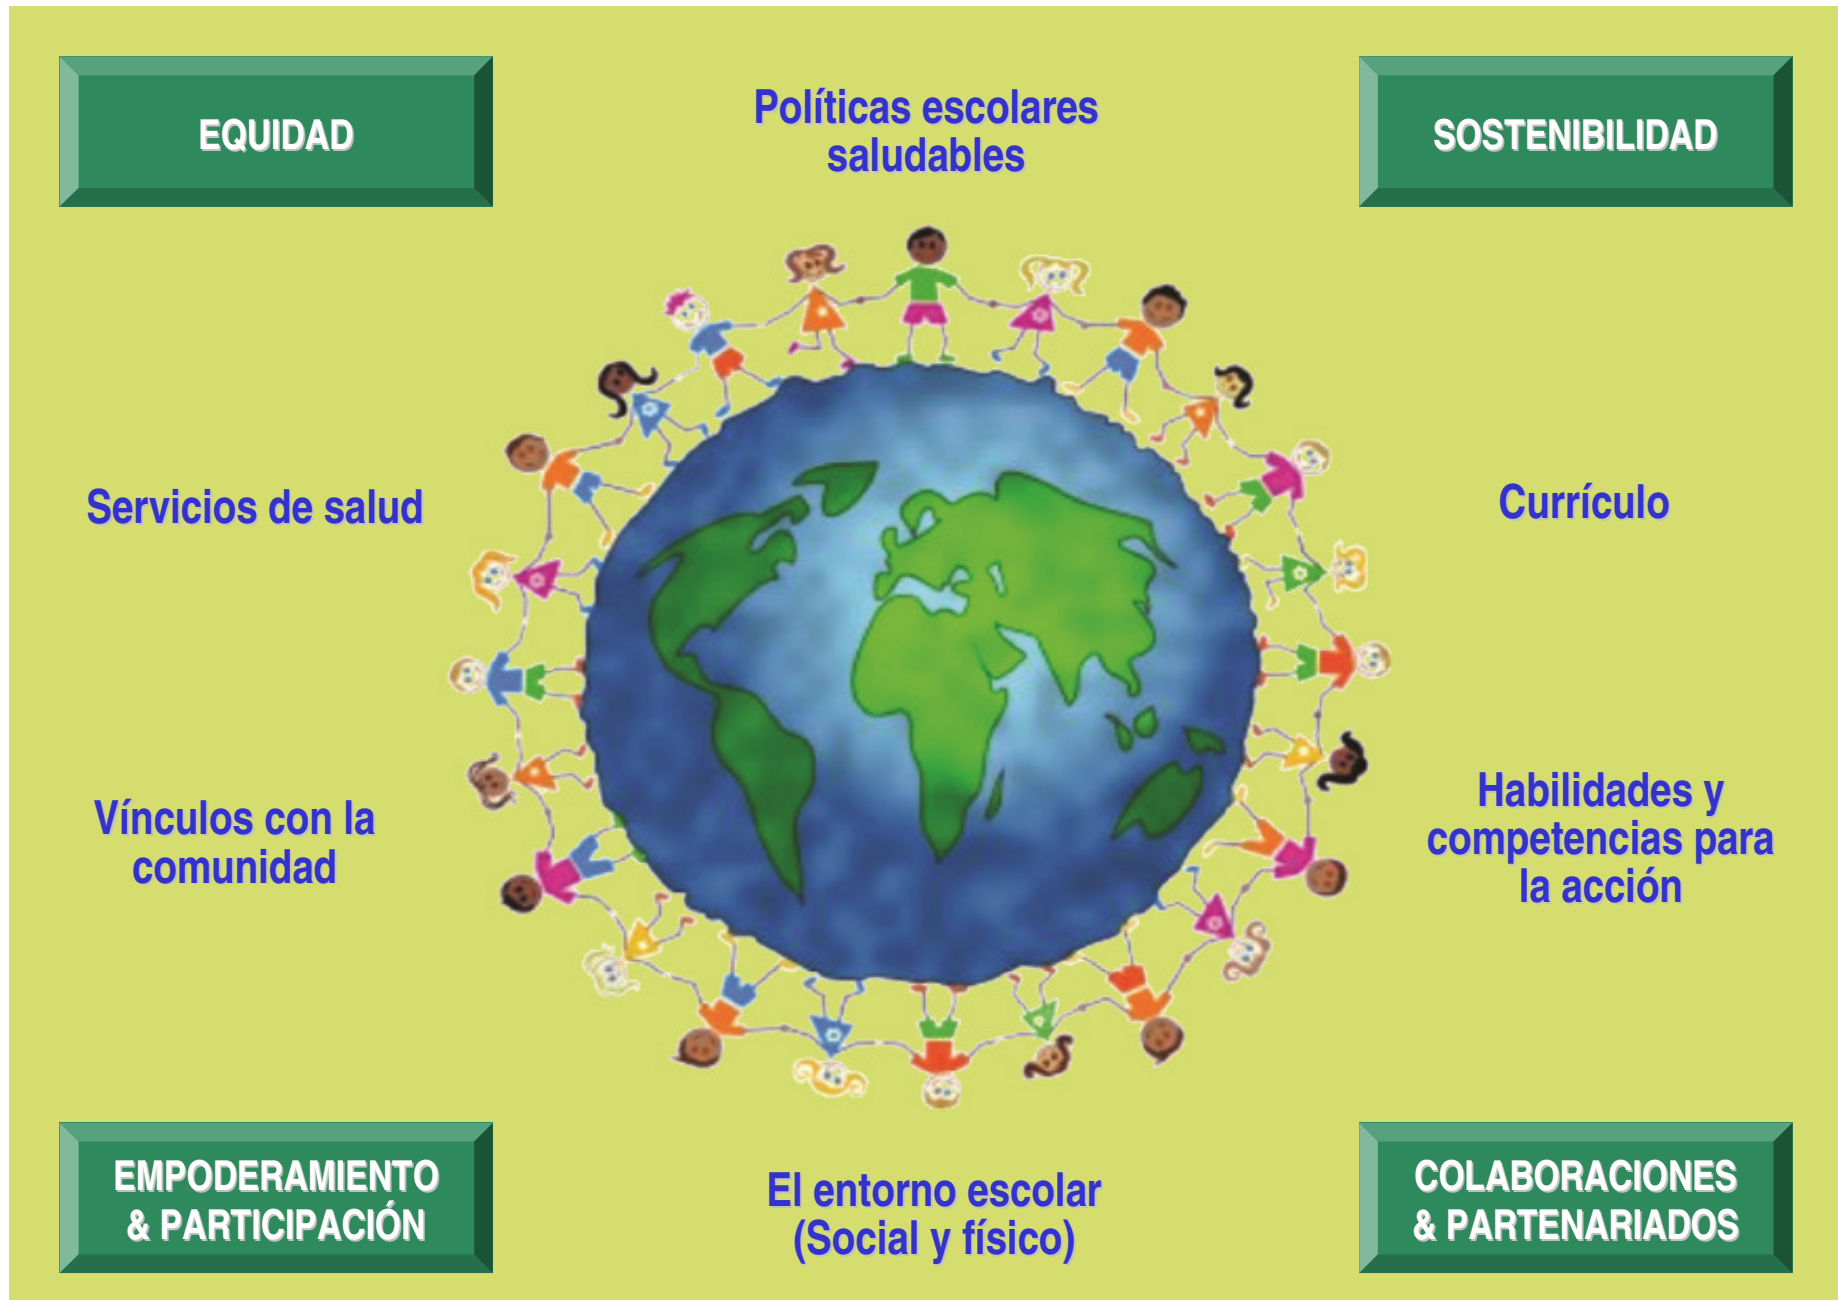 EQUIDAD
Políticas escolares
saludables
SOSTENIBILIDAD
Servicios de salud
Currículo
Vínculos con la
comunidad
Habilidades y
competencias para
la acción
EMPODERAMIENTO
& PARTICIPACIÓN
El entorno escolar
(Social y físico)
COLABORACIONES
& PARTENARIADOS